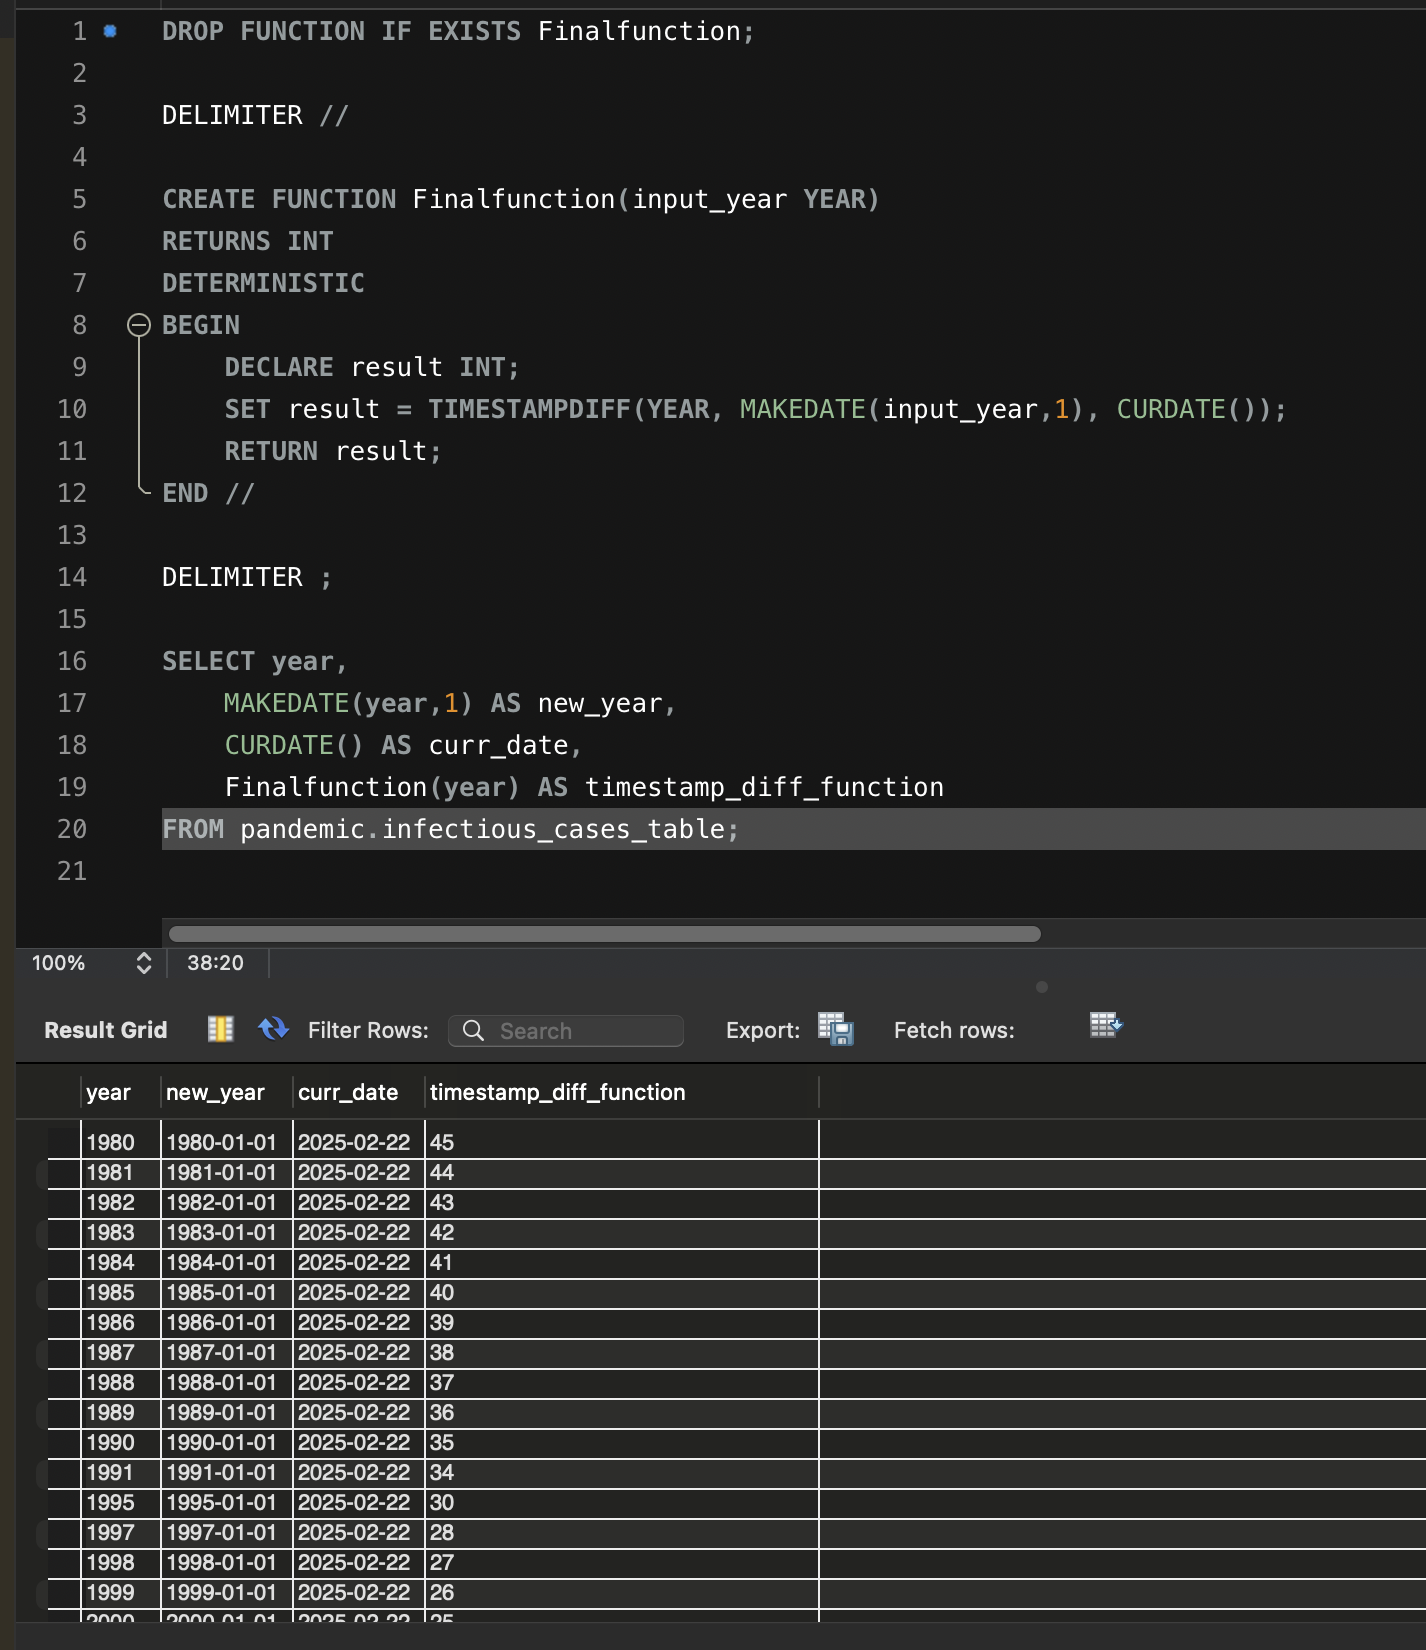 1 DROP FUNCTION IF EXISTS Finalfunction;
2
3 DELIMITER //
4
5 CREATE FUNCTION Finalfunction(input_year YEAR)
6 RETURNS INT
7 DETERMINISTIC
8 BEGIN
9 DECLARE result INT;
10 SET result = TIMESTAMPDIFF(YEAR, MAKEDATE(input_year,1), CURDATE());
11 RETURN result;
12 END //
13
14 DELIMITER ;
15
16 SELECT year,
17 MAKEDATE(year,1) AS new_year,
18 CURDATE() AS curr_date,
19 Finalfunction(year) AS timestamp_diff_function
20 FROM pandemic.infectious_cases_table;
21
100% 38:20
Result Grid Filter Rows: Search Export: Fetch rows:
year new_year curr_date timestamp_diff_function
1980 1980-01-01 2025-02-22 45
1981 1981-01-01 2025-02-22 44
1982 1982-01-01 2025-02-22 43
1983 1983-01-01 2025-02-22 42
1984 1984-01-01 2025-02-22 41
1985 1985-01-01 2025-02-22 40
1986 1986-01-01 2025-02-22 39
1987 1987-01-01 2025-02-22 38
1988 1988-01-01 2025-02-22 37
1989 1989-01-01 2025-02-22 36
1990 1990-01-01 2025-02-22 35
1991 1991-01-01 2025-02-22 34
1995 1995-01-01 2025-02-22 30
1997 1997-01-01 2025-02-22 28
1998 1998-01-01 2025-02-22 27
1999 1999-01-01 2025-02-22 26
2000 2000-01-01 2025-02-22 25